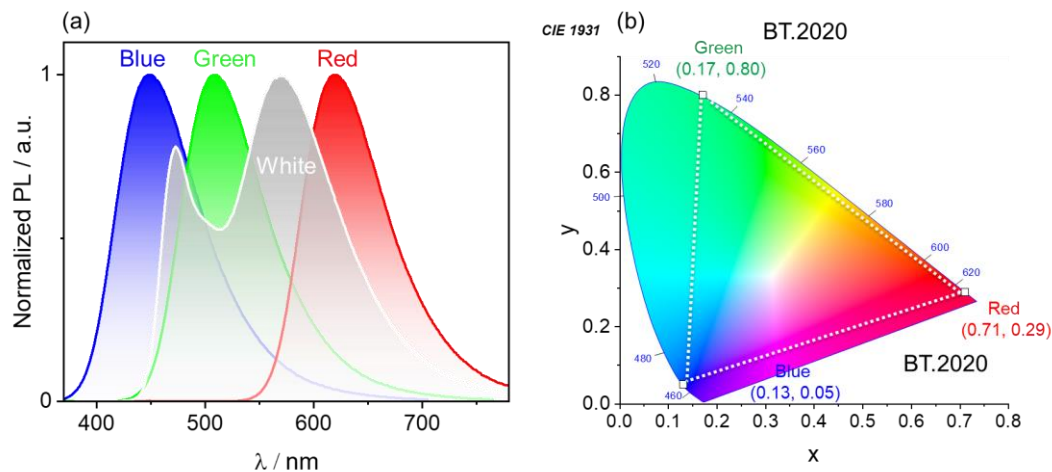 (a)
Blue
Green
Red
White
1
0
Normalized PL / a.u.
400
500
600
700
λ / nm
(b)
CIE 1931
BT.2020
Green
(0.17, 0.80)
520
540
560
580
600
620
500
480
460
0.8
0.6
0.4
0.2
0.0
y
Red
(0.71, 0.29)
BT.2020
Blue
(0.13, 0.05)
0.0
0.1
0.2
0.3
0.4
0.5
0.6
0.7
0.8
x